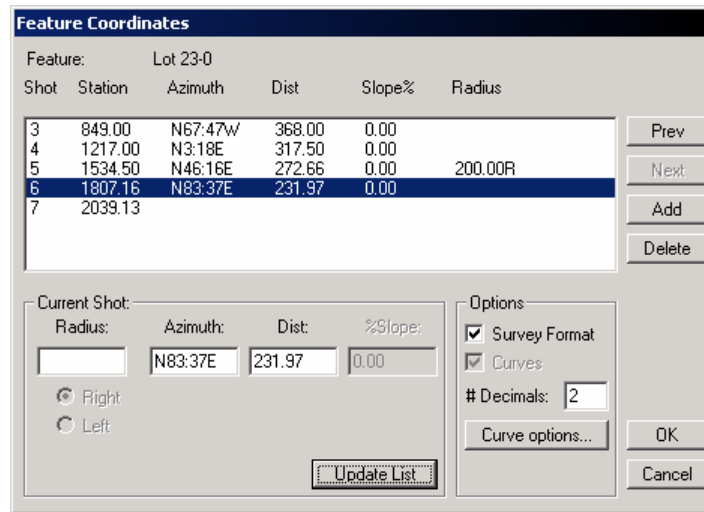 Feature Coordinates
Feature: Lot 23-0
Shot Station Azimuth Dist Slope% Radius
3 849.00 N67:47W 368.00 0.00
4 1217.00 N3:18E 317.50 0.00
5 1534.50 N46:16E 272.66 0.00 200.00R
6 1807.16 N83:37E 231.97 0.00
7 2039.13
Prev
Next
Add
Delete
Current Shot:
Radius: Azimuth: Dist: %Slope:
N83:37E 231.97 0.00
Right
Left
Update List
Options
Survey Format
Curves
# Decimals: 2
Curve options...
OK
Cancel